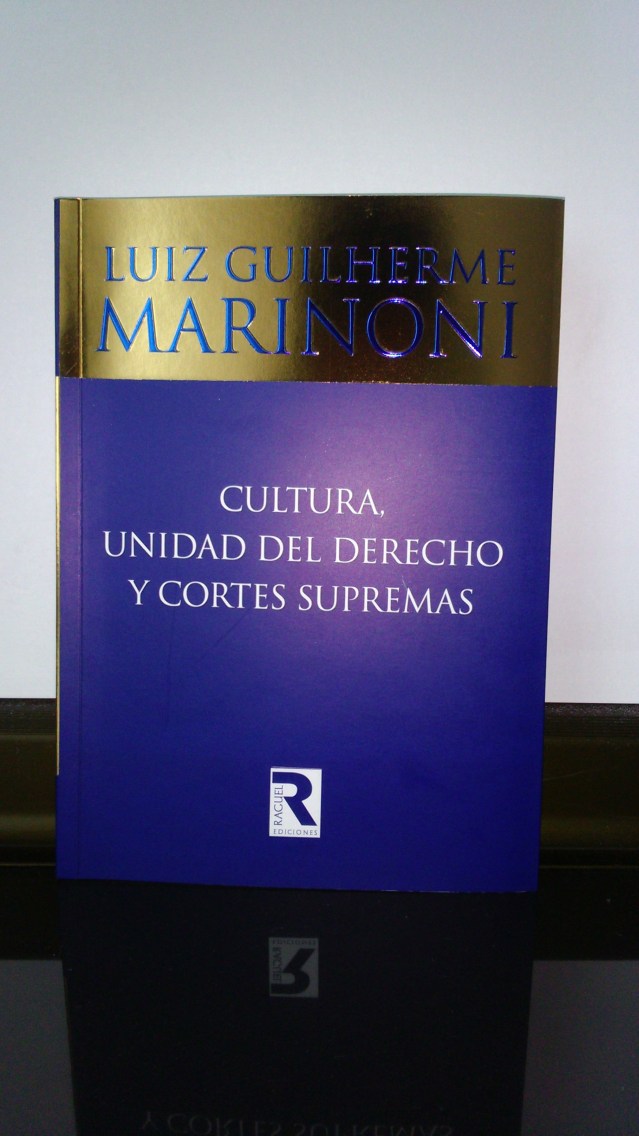 LUIZ GUILHERME
MARINONI
CULTURA,
UNIDAD DEL DERECHO
Y CORTES SUPREMAS
RAGUEL
EDICIONES